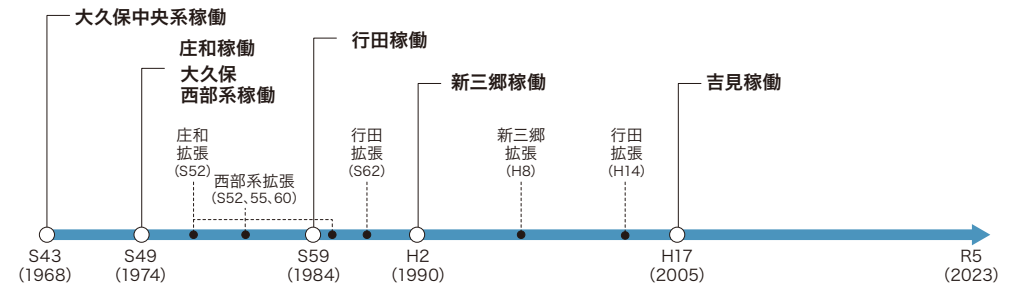 大久保中央系稼働
庄和稼働
大久保
西部系稼働
行田稼働
新三郷稼働
吉見稼働
庄和
拡張
(S52)
西部系拡張
(S52、55、60)
行田
拡張
(S62)
新三郷
拡張
(H8)
行田
拡張
(H14)
S43
(1968)
S49
(1974)
S59
(1984)
H2
(1990)
H17
(2005)
R5
(2023)